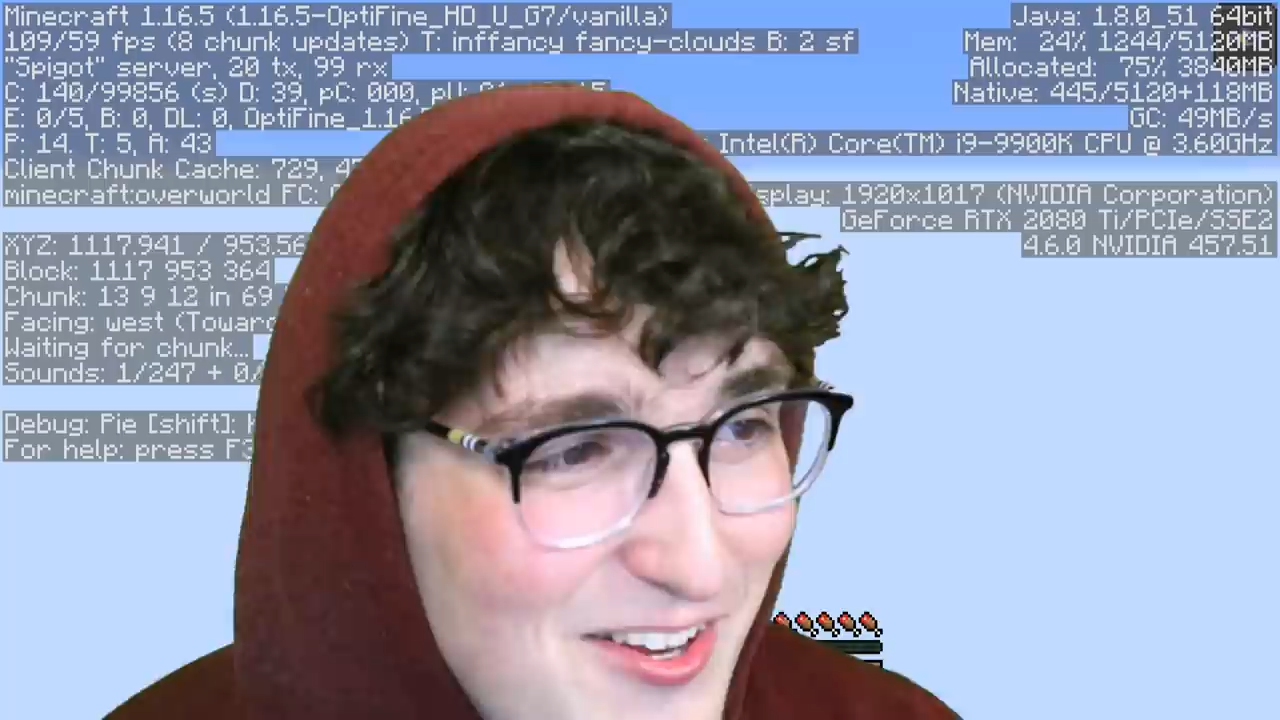 Minecraft 1.16.5 (1.16.5-OptiFine_HD_U_G7/vanilla)
109/59 fps (8 chunk updates) T: inffancy fancy-clouds B: 2 sf
"Spigot" server, 20 tx, 99 rx
C: 140/99856 (s) D: 39, pC: 000, pU:
E: 0/5, B: 0, DL: 0, OptiFine_1.16
P: 14, T: 5, A: 43
Client Chunk Cache: 729,
minecraft:overworld FC:
XYZ: 1117.941 / 953.56
Block: 1117 953 364
Chunk: 13 9 12 in 69
Facing: west (Towar
Waiting for chunk...
Sounds: 1/247 + 0/
Debug: Pie [shift]:
For help: press F3
Java: 1.8.0_51 64bit
Mem: 24% 1244/5120MB
Allocated: 75% 3840MB
Native: 445/5120+118MB
GC: 49MB/s
Intel(R) Core(TM) i9-9900K CPU @ 3.60GHz
splay: 1920x1017 (NVIDIA Corporation)
GeForce RTX 2080 Ti/PCIe/SSE2
4.6.0 NVIDIA 457.51